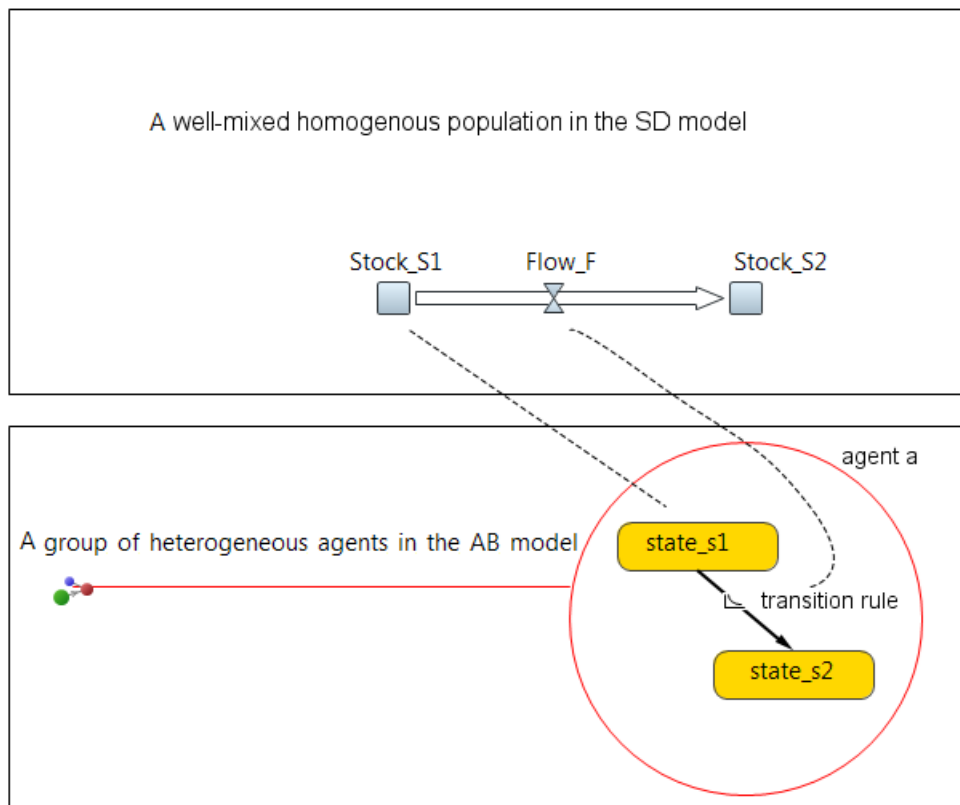 A well-mixed homogenous population in the SD model
Stock_S1 Flow_F Stock_S2
agent a
A group of heterogeneous agents in the AB model
state_s1
transition rule
state_s2